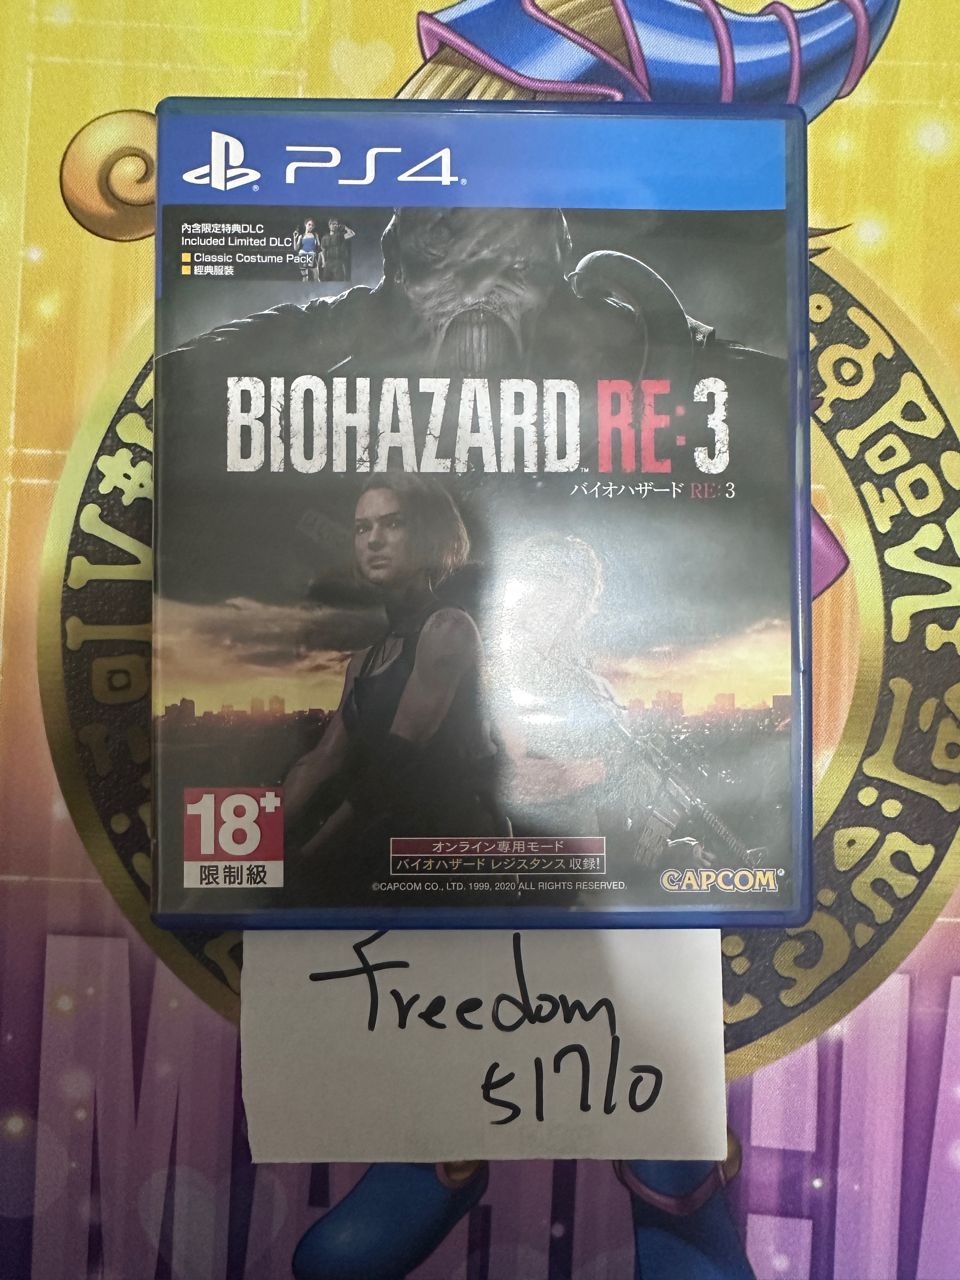 PS4
內含限定特典DLC
Included Limited DLC
Classic Costume Pack
經典服裝
BIOHAZARD RE:3
バイオハザード RE:3
18+
限制級
オンライン専用モード
バイオハザード レジスタンス 収録!
©CAPCOM CO., LTD. 1999, 2020 ALL RIGHTS RESERVED.
CAPCOM
freedom
51710